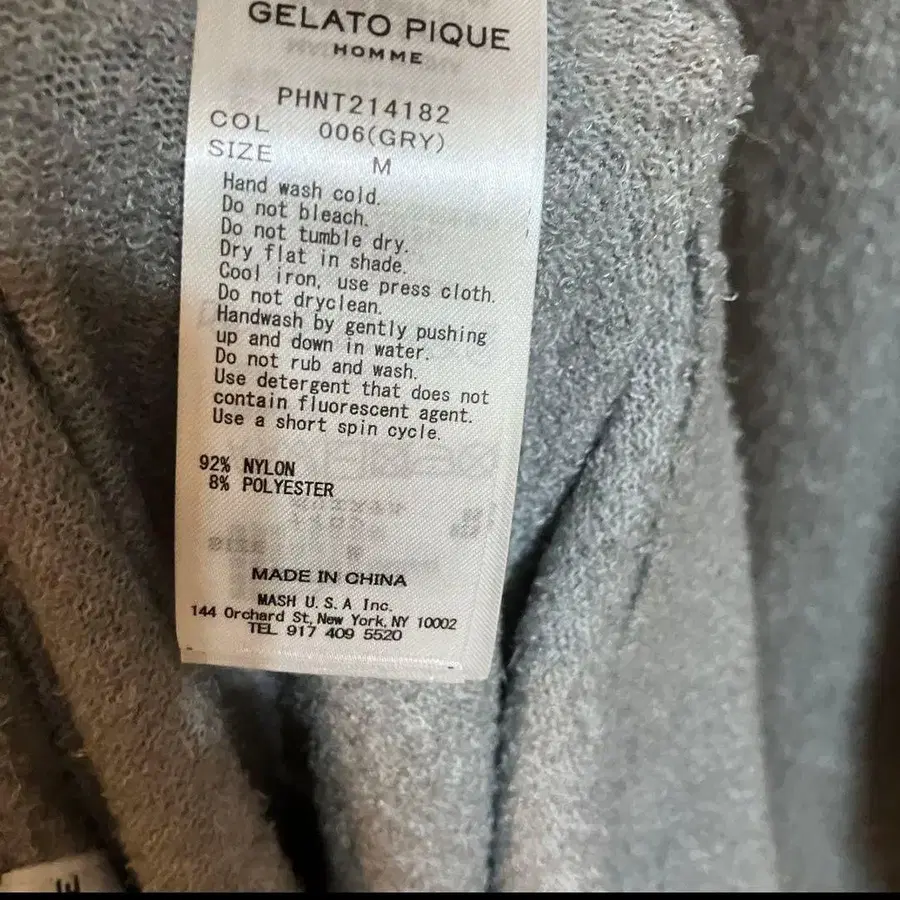 GELATO PIQUE
HOMME
PHNT214182
COL 006(GRY)
SIZE M
Hand wash cold.
Do not bleach.
Do not tumble dry.
Dry flat in shade.
Cool iron, use press cloth.
Do not dryclean.
Handwash by gently pushing
up and down in water.
Do not rub and wash.
Use detergent that does not
contain fluorescent agent.
Use a short spin cycle.
92% NYLON
8% POLYESTER
MADE IN CHINA
MASH U.S.A Inc.
144 Orchard St, New York, NY 10002
TEL 917 409 5520